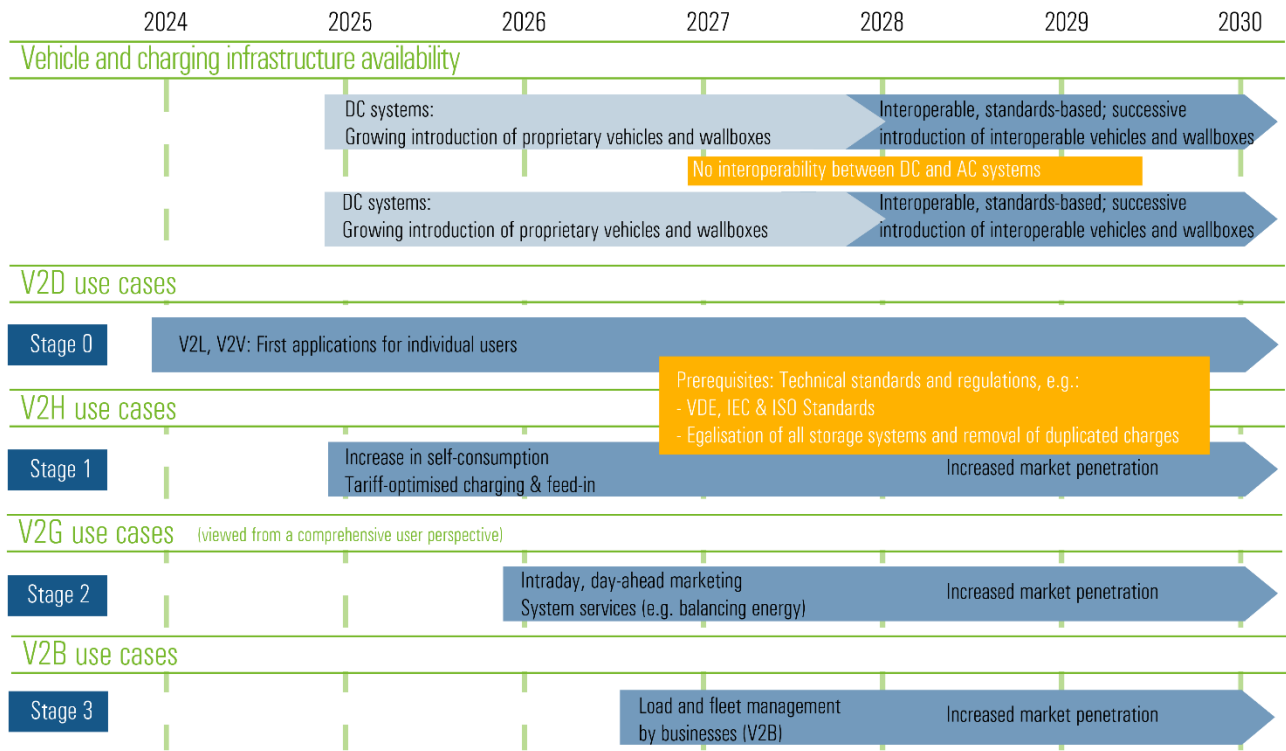 2024 2025 2026 2027 2028 2029 2030
Vehicle and charging infrastructure availability
DC systems:
Growing introduction of proprietary vehicles and wallboxes
Interoperable, standards-based; successive
introduction of interoperable vehicles and wallboxes
No interoperability between DC and AC systems
DC systems:
Growing introduction of proprietary vehicles and wallboxes
Interoperable, standards-based; successive
introduction of interoperable vehicles and wallboxes
V2D use cases
Stage 0
V2L, V2V: First applications for individual users
Prerequisites: Technical standards and regulations, e.g.:
- VDE, IEC & ISO Standards
- Egalisation of all storage systems and removal of duplicated charges
V2H use cases
Stage 1
Increase in self-consumption
Tariff-optimised charging & feed-in
Increased market penetration
V2G use cases (viewed from a comprehensive user perspective)
Stage 2
Intraday, day-ahead marketing
System services (e.g. balancing energy)
Increased market penetration
V2B use cases
Stage 3
Load and fleet management
by businesses (V2B)
Increased market penetration